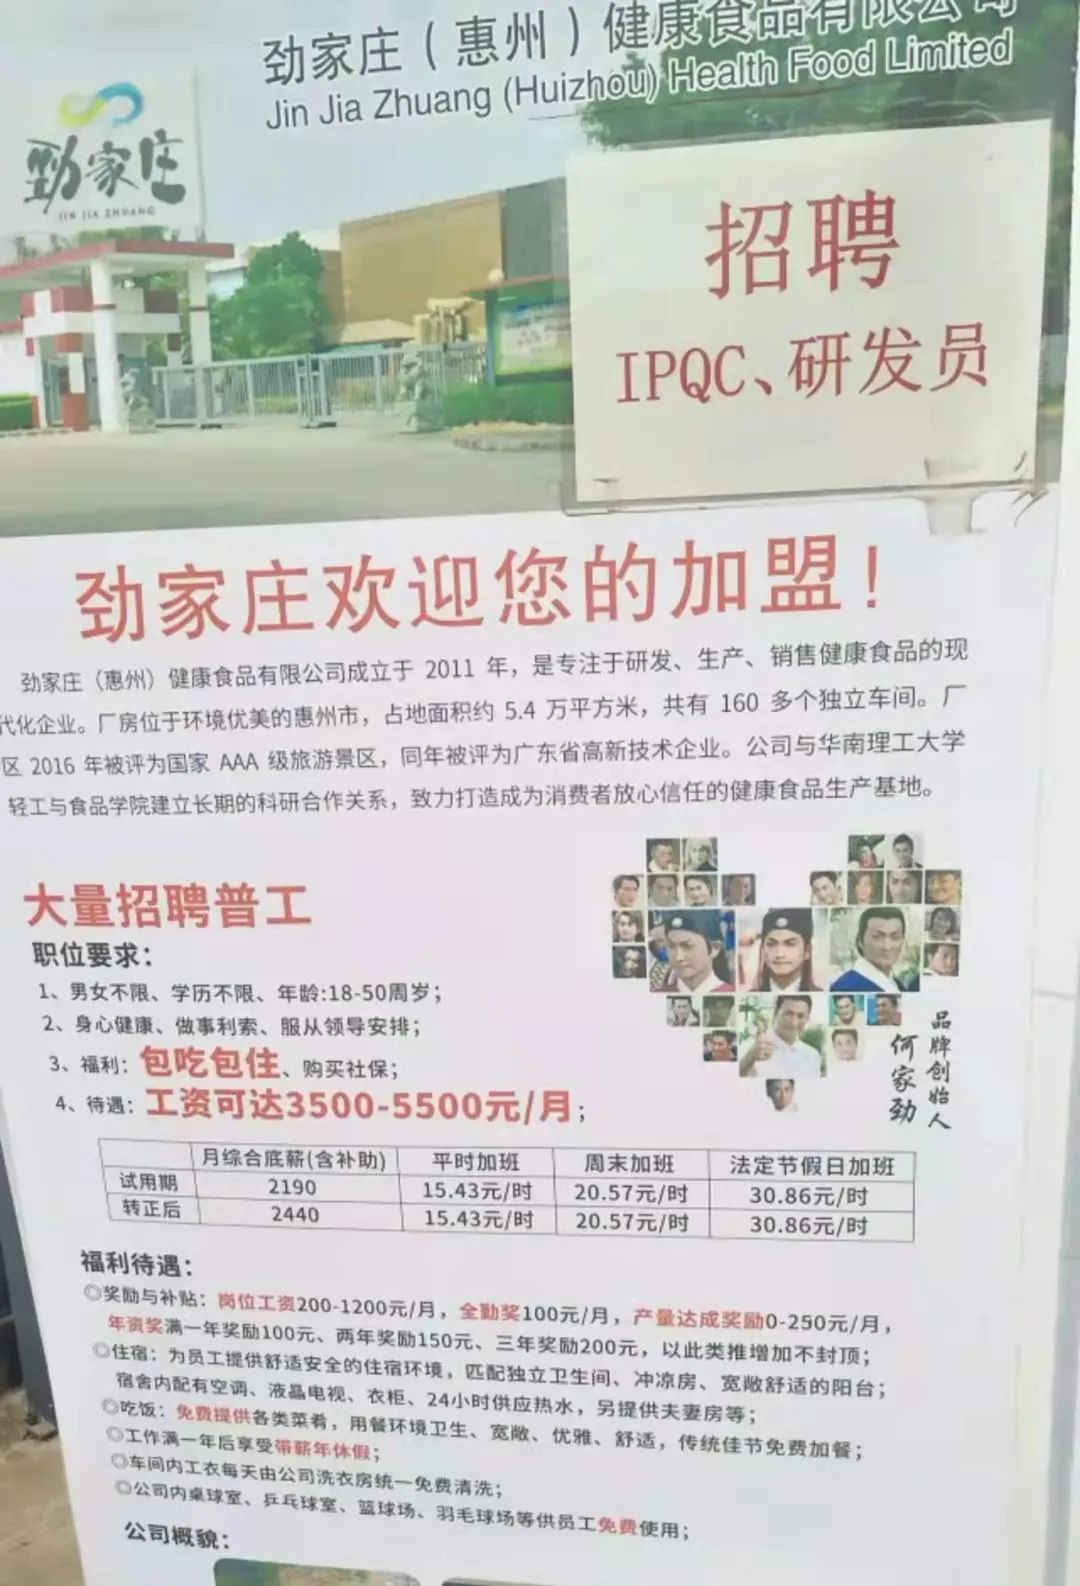 劲家庄（惠州）健康食品有限公司
Jin Jia Zhuang (Huizhou) Health Food Limited
劲家庄
JIN JIA ZHUANG
招聘
IPQC、研发员
劲家庄欢迎您的加盟！
劲家庄（惠州）健康食品有限公司成立于 2011 年，是专注于研发、生产、销售健康食品的现
代化企业。厂房位于环境优美的惠州市，占地面积约 5.4 万平方米，共有 160 多个独立车间。厂
区 2016 年被评为国家 AAA 级旅游景区，同年被评为广东省高新技术企业。公司与华南理工大学
轻工与食品学院建立长期的科研合作关系，致力打造成为消费者放心信任的健康食品生产基地。
大量招聘普工
职位要求：
1、男女不限、学历不限、年龄:18-50周岁；
2、身心健康、做事利索、服从领导安排；
3、福利：包吃包住、购买社保；
4、待遇：工资可达3500-5500元/月；
品牌创始人
何家劲
月综合底薪(含补助) 平时加班 周末加班 法定节假日加班
试用期 2190 15.43元/时 20.57元/时 30.86元/时
转正后 2440 15.43元/时 20.57元/时 30.86元/时
福利待遇：
◎奖励与补贴：岗位工资200-1200元/月，全勤奖100元/月，产量达成奖励0-250元/月，
年资奖满一年奖励100元、两年奖励150元、三年奖励200元，以此类推增加不封顶；
◎住宿：为员工提供舒适安全的住宿环境，匹配独立卫生间、冲凉房、宽敞舒适的阳台；
宿舍内配有空调、液晶电视、衣柜、24小时供应热水，另提供夫妻房等；
◎吃饭：免费提供各类菜肴，用餐环境卫生、宽敞、优雅、舒适，传统佳节免费加餐；
◎工作满一年后享受带薪年休假；
◎车间内工衣每天由公司洗衣房统一免费清洗；
◎公司内桌球室、乒乓球室、篮球场、羽毛球场等供员工免费使用；
公司概貌：